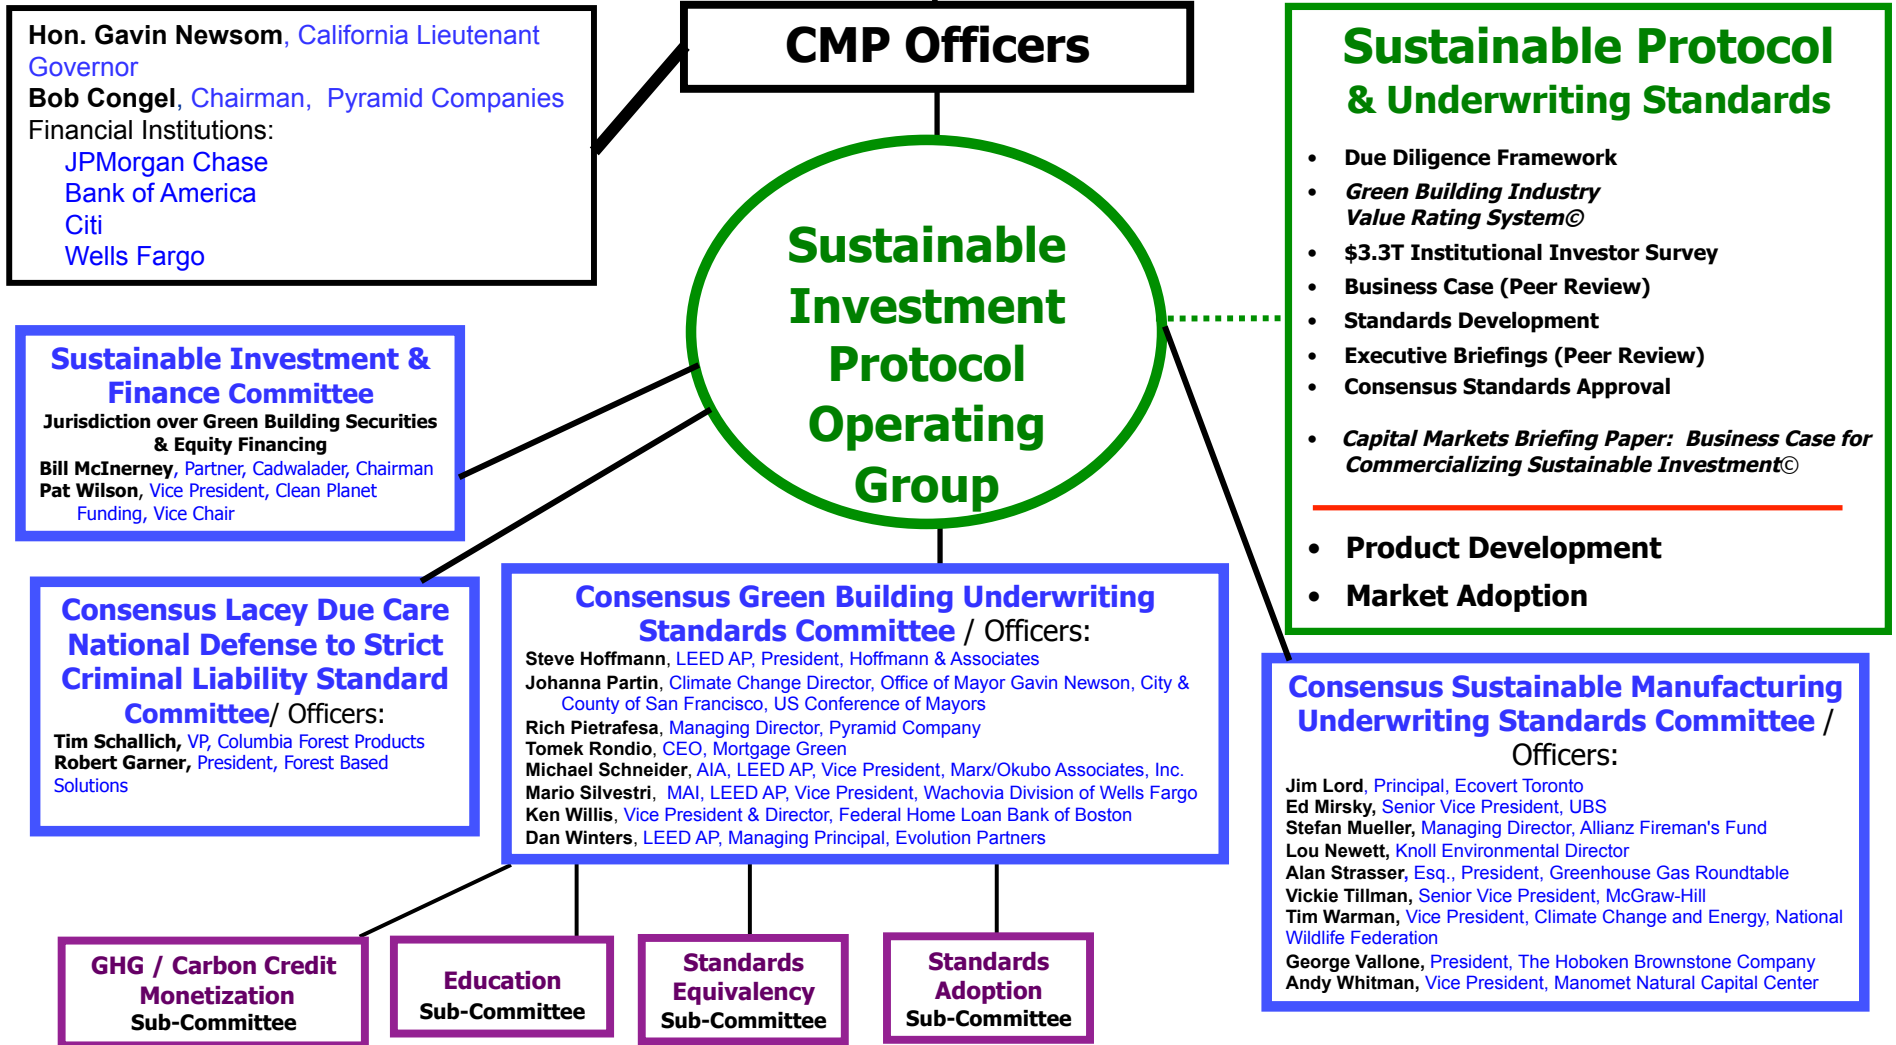 Hon. Gavin Newsom, California Lieutenant
Governor
Bob Congel, Chairman, Pyramid Companies
Financial Institutions:
JPMorgan Chase
Bank of America
Citi
Wells Fargo
CMP Officers
Sustainable Protocol
& Underwriting Standards
• Due Diligence Framework
• Green Building Industry
Value Rating System©
• $3.3T Institutional Investor Survey
• Business Case (Peer Review)
• Standards Development
• Executive Briefings (Peer Review)
• Consensus Standards Approval
• Capital Markets Briefing Paper: Business Case for
Commercializing Sustainable Investment©
• Product Development
• Market Adoption
Sustainable
Investment
Protocol
Operating
Group
Sustainable Investment &
Finance Committee
Jurisdiction over Green Building Securities
& Equity Financing
Bill McInerney, Partner, Cadwalader, Chairman
Pat Wilson, Vice President, Clean Planet
Funding, Vice Chair
Consensus Lacey Due Care
National Defense to Strict
Criminal Liability Standard
Committee/ Officers:
Tim Schallich, VP, Columbia Forest Products
Robert Garner, President, Forest Based
Solutions
Consensus Green Building Underwriting
Standards Committee / Officers:
Steve Hoffmann, LEED AP, President, Hoffmann & Associates
Johanna Partin, Climate Change Director, Office of Mayor Gavin Newson, City &
County of San Francisco, US Conference of Mayors
Rich Pietrafesa, Managing Director, Pyramid Company
Tomek Rondio, CEO, Mortgage Green
Michael Schneider, AIA, LEED AP, Vice President, Marx/Okubo Associates, Inc.
Mario Silvestri, MAI, LEED AP, Vice President, Wachovia Division of Wells Fargo
Ken Willis, Vice President & Director, Federal Home Loan Bank of Boston
Dan Winters, LEED AP, Managing Principal, Evolution Partners
Consensus Sustainable Manufacturing
Underwriting Standards Committee /
Officers:
Jim Lord, Principal, Ecovert Toronto
Ed Mirsky, Senior Vice President, UBS
Stefan Mueller, Managing Director, Allianz Fireman's Fund
Lou Newett, Knoll Environmental Director
Alan Strasser, Esq., President, Greenhouse Gas Roundtable
Vickie Tillman, Senior Vice President, McGraw-Hill
Tim Warman, Vice President, Climate Change and Energy, National
Wildlife Federation
George Vallone, President, The Hoboken Brownstone Company
Andy Whitman, Vice President, Manomet Natural Capital Center
GHG / Carbon Credit
Monetization
Sub-Committee
Education
Sub-Committee
Standards
Equivalency
Sub-Committee
Standards
Adoption
Sub-Committee